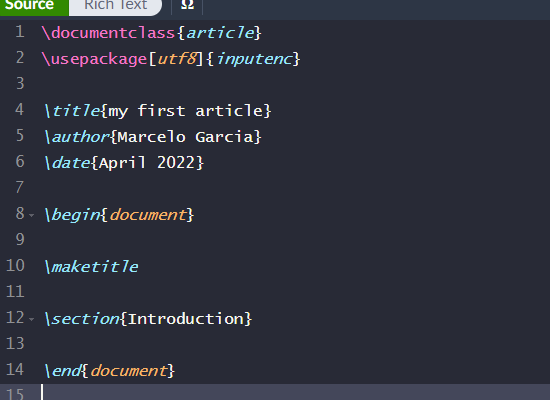 Source Rich Text Ω
1 \documentclass{article}
2 \usepackage[utf8]{inputenc}
3
4 \title{my first article}
5 \author{Marcelo Garcia}
6 \date{April 2022}
7
8 \begin{document}
9
10 \maketitle
11
12 \section{Introduction}
13
14 \end{document}
15